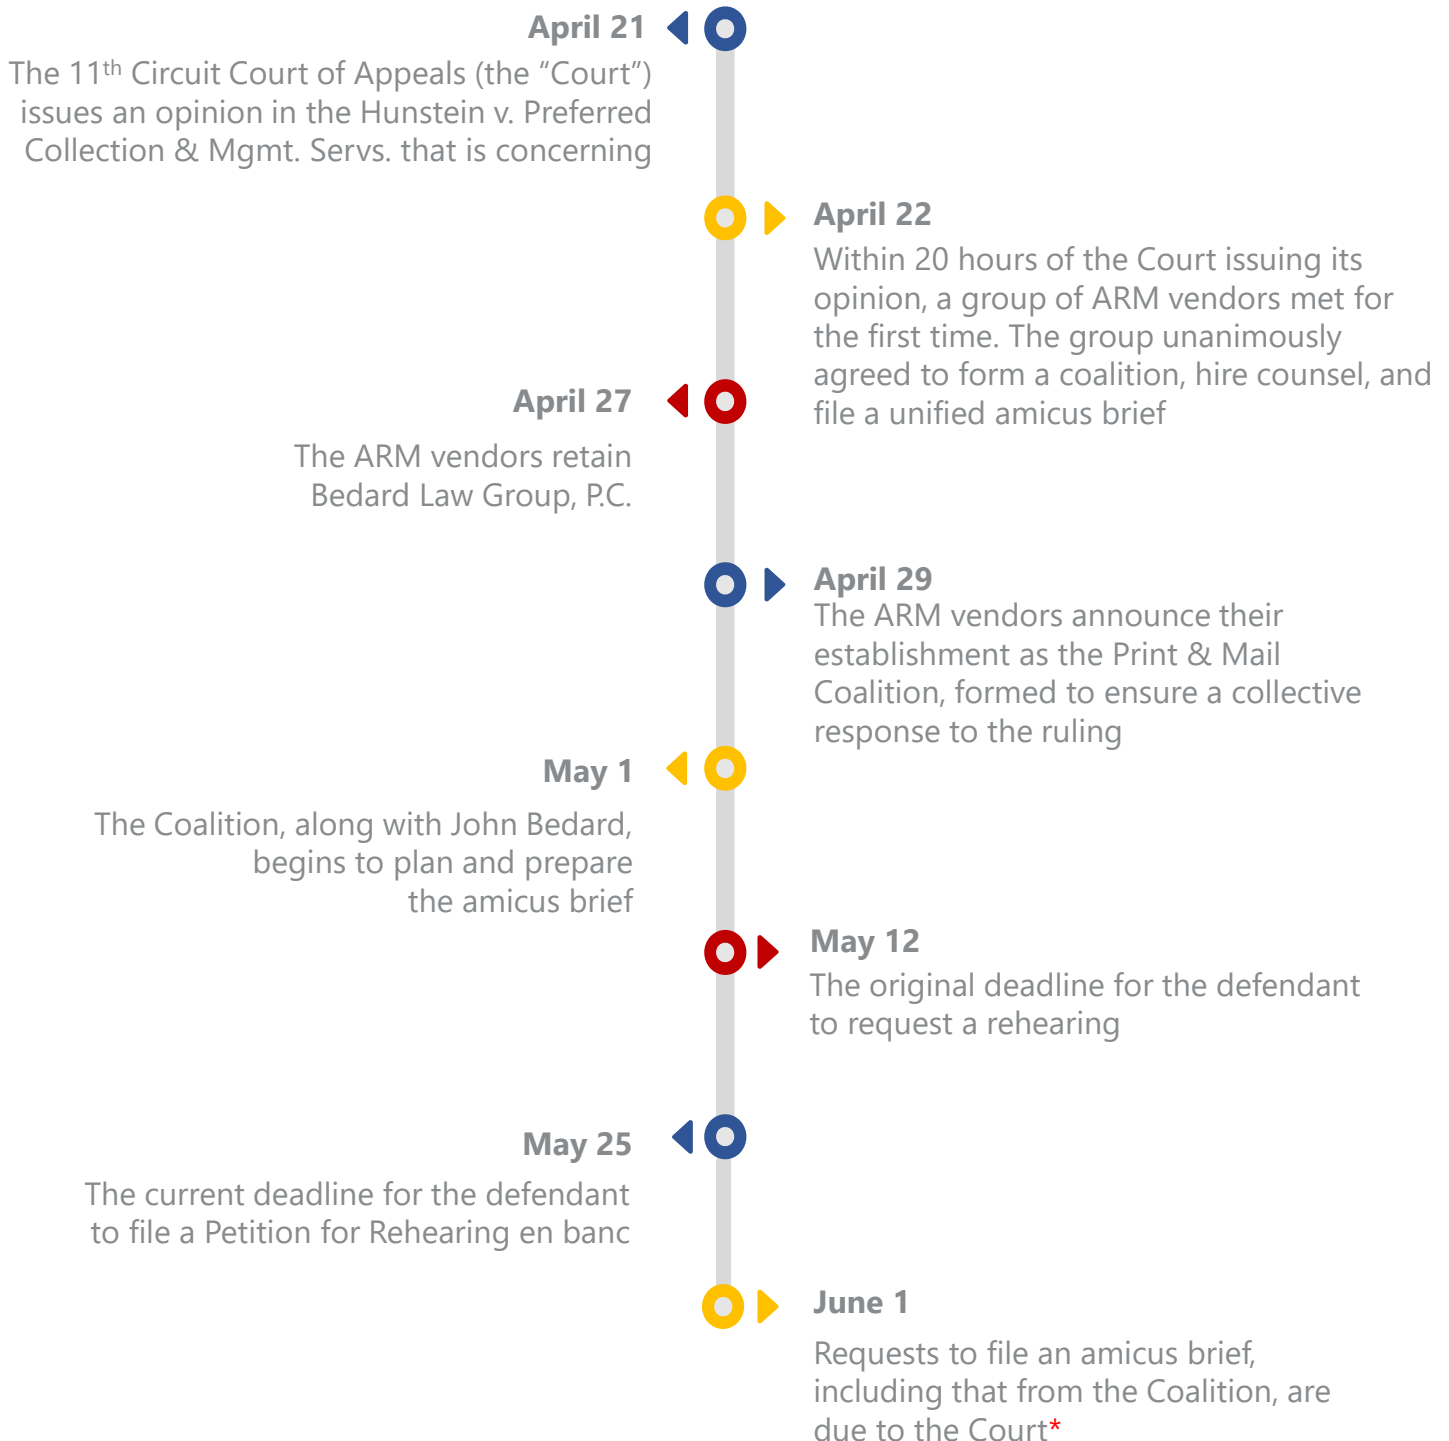 April 21
The 11th Circuit Court of Appeals (the “Court”)
issues an opinion in the Hunstein v. Preferred
Collection & Mgmt. Servs. that is concerning
April 22
Within 20 hours of the Court issuing its
opinion, a group of ARM vendors met for
the first time. The group unanimously
agreed to form a coalition, hire counsel, and
file a unified amicus brief
April 27
The ARM vendors retain
Bedard Law Group, P.C.
April 29
The ARM vendors announce their
establishment as the Print & Mail
Coalition, formed to ensure a collective
response to the ruling
May 1
The Coalition, along with John Bedard,
begins to plan and prepare
the amicus brief
May 12
The original deadline for the defendant
to request a rehearing
May 25
The current deadline for the defendant
to file a Petition for Rehearing en banc
June 1
Requests to file an amicus brief,
including that from the Coalition, are
due to the Court*